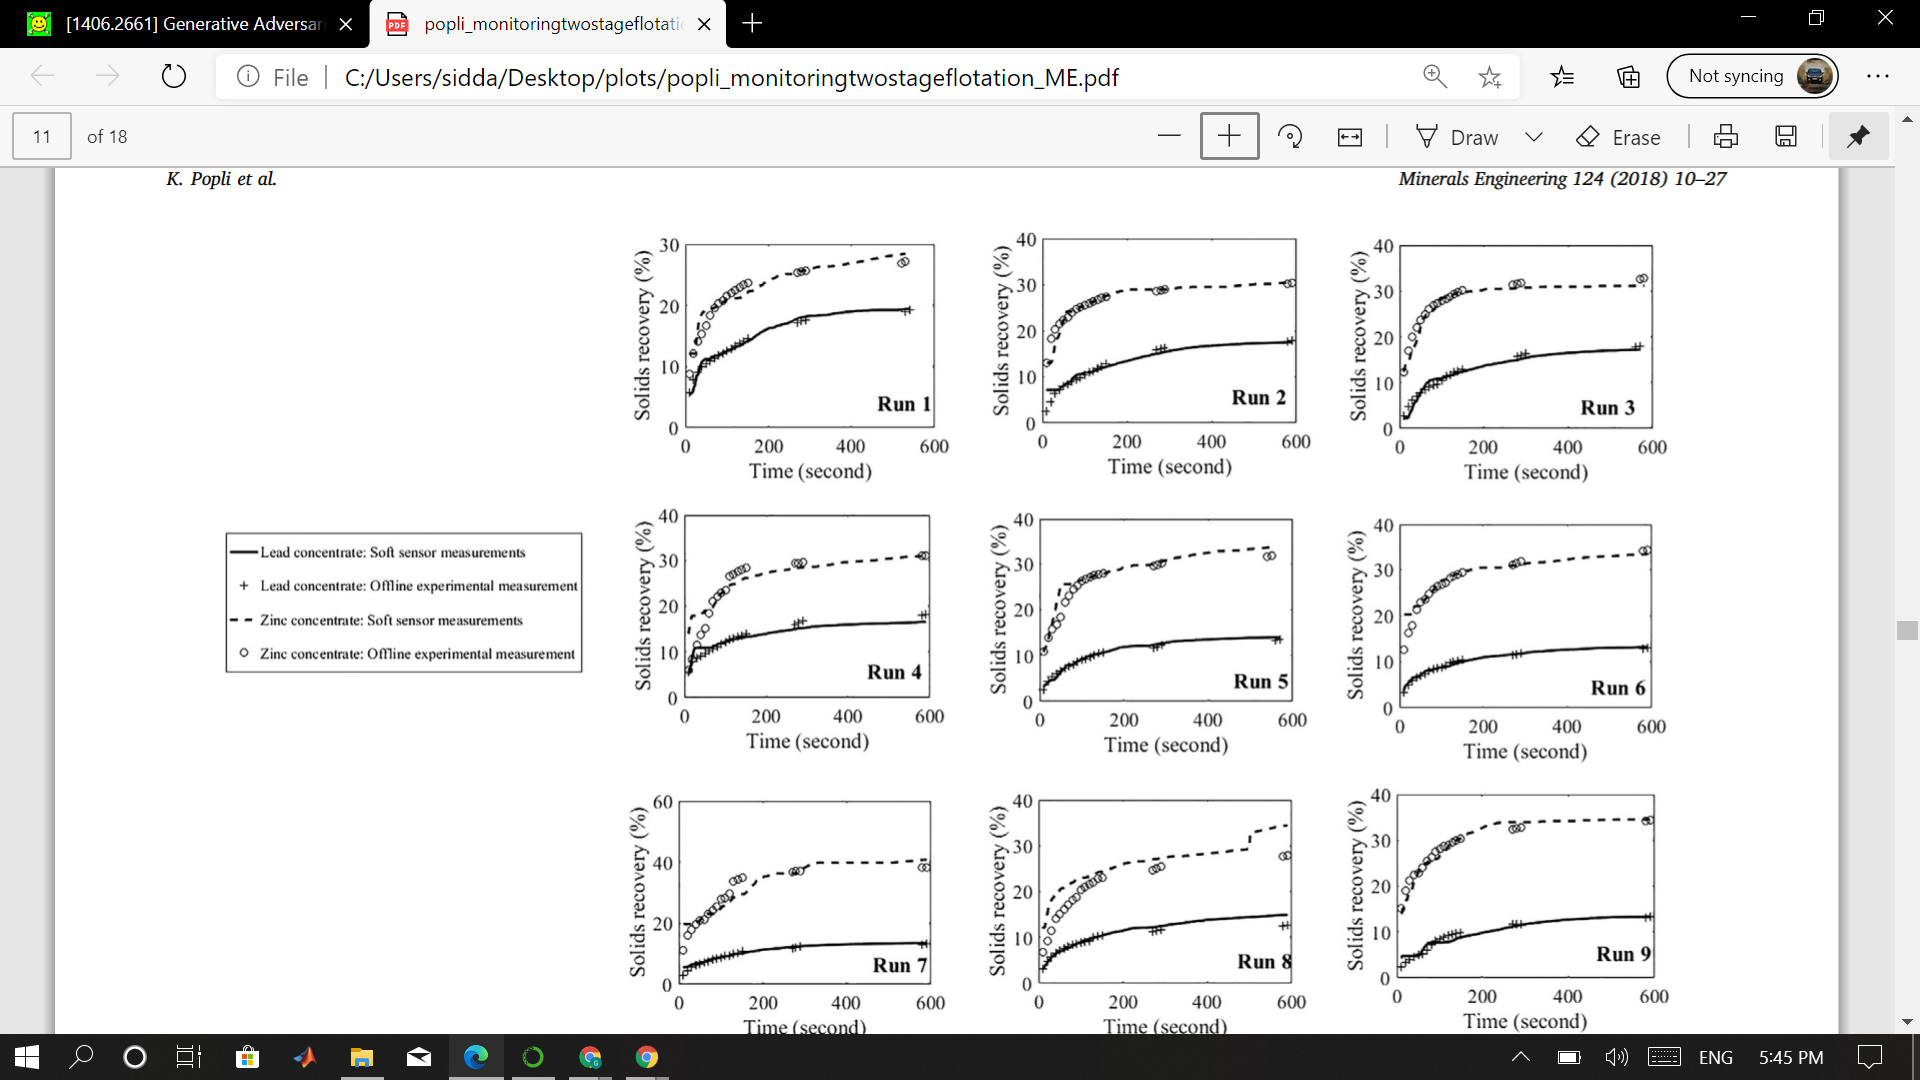 [1406.2661] Generative Adversari
popli_monitoringtwostageflotatio
File
C:/Users/sidda/Desktop/plots/popli_monitoringtwostageflotation_ME.pdf
Not syncing
11 of 18
Draw
Erase
K. Popli et al.
Minerals Engineering 124 (2018) 10–27
Lead concentrate: Soft sensor measurements
Lead concentrate: Offline experimental measurement
Zinc concentrate: Soft sensor measurements
Zinc concentrate: Offline experimental measurement
Solids recovery (%)
30
20
10
0
Run 1
0 200 400 600
Time (second)
Solids recovery (%)
40
30
20
10
0
Run 2
0 200 400 600
Time (second)
Solids recovery (%)
40
30
20
10
0
Run 3
0 200 400 600
Time (second)
Solids recovery (%)
40
30
20
10
0
Run 4
0 200 400 600
Time (second)
Solids recovery (%)
40
30
20
10
0
Run 5
0 200 400 600
Time (second)
Solids recovery (%)
40
30
20
10
0
Run 6
0 200 400 600
Time (second)
Solids recovery (%)
60
40
20
0
Run 7
0 200 400 600
Time (second)
Solids recovery (%)
40
30
20
10
0
Run 8
0 200 400 600
Time (second)
Solids recovery (%)
40
30
20
10
0
Run 9
0 200 400 600
Time (second)
ENG
5:45 PM